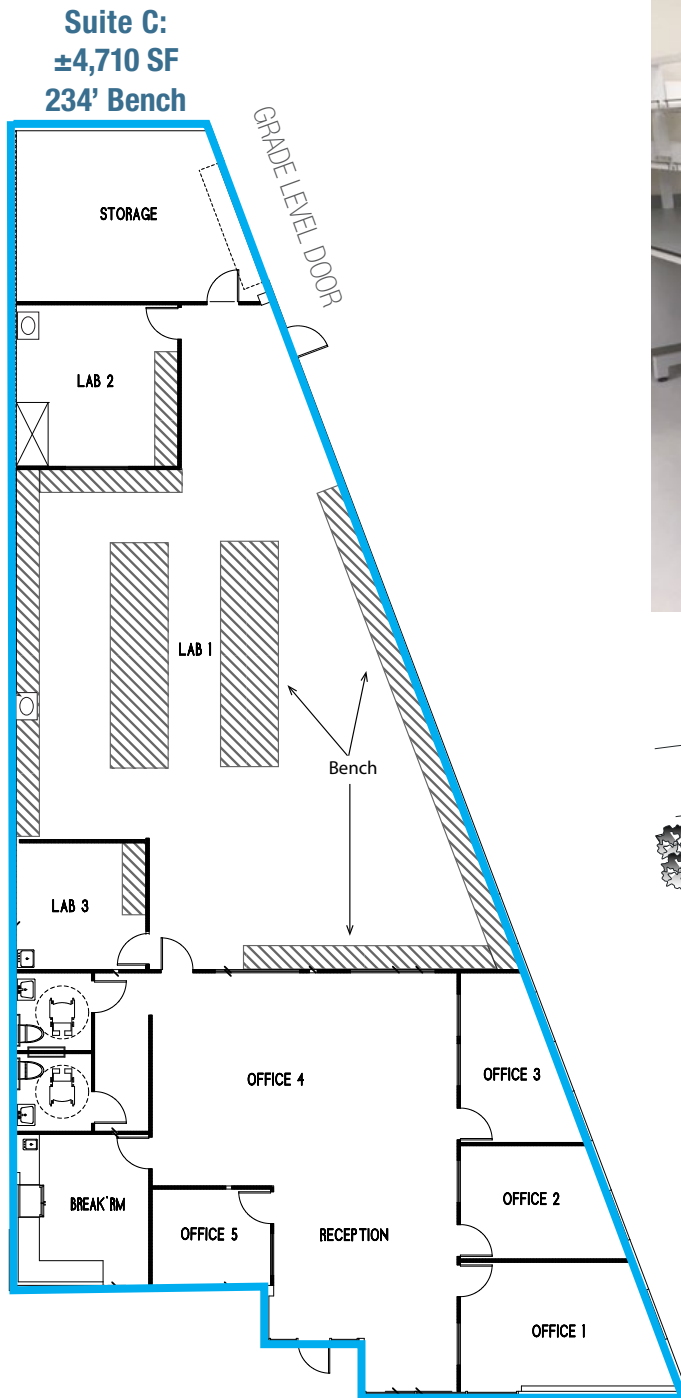 Suite C:
±4,710 SF
234' Bench
GRADE LEVEL DOOR
STORAGE
LAB 2
LAB 1
Bench
LAB 3
OFFICE 4
OFFICE 3
BREAK'RM
OFFICE 5
RECEPTION
OFFICE 2
OFFICE 1